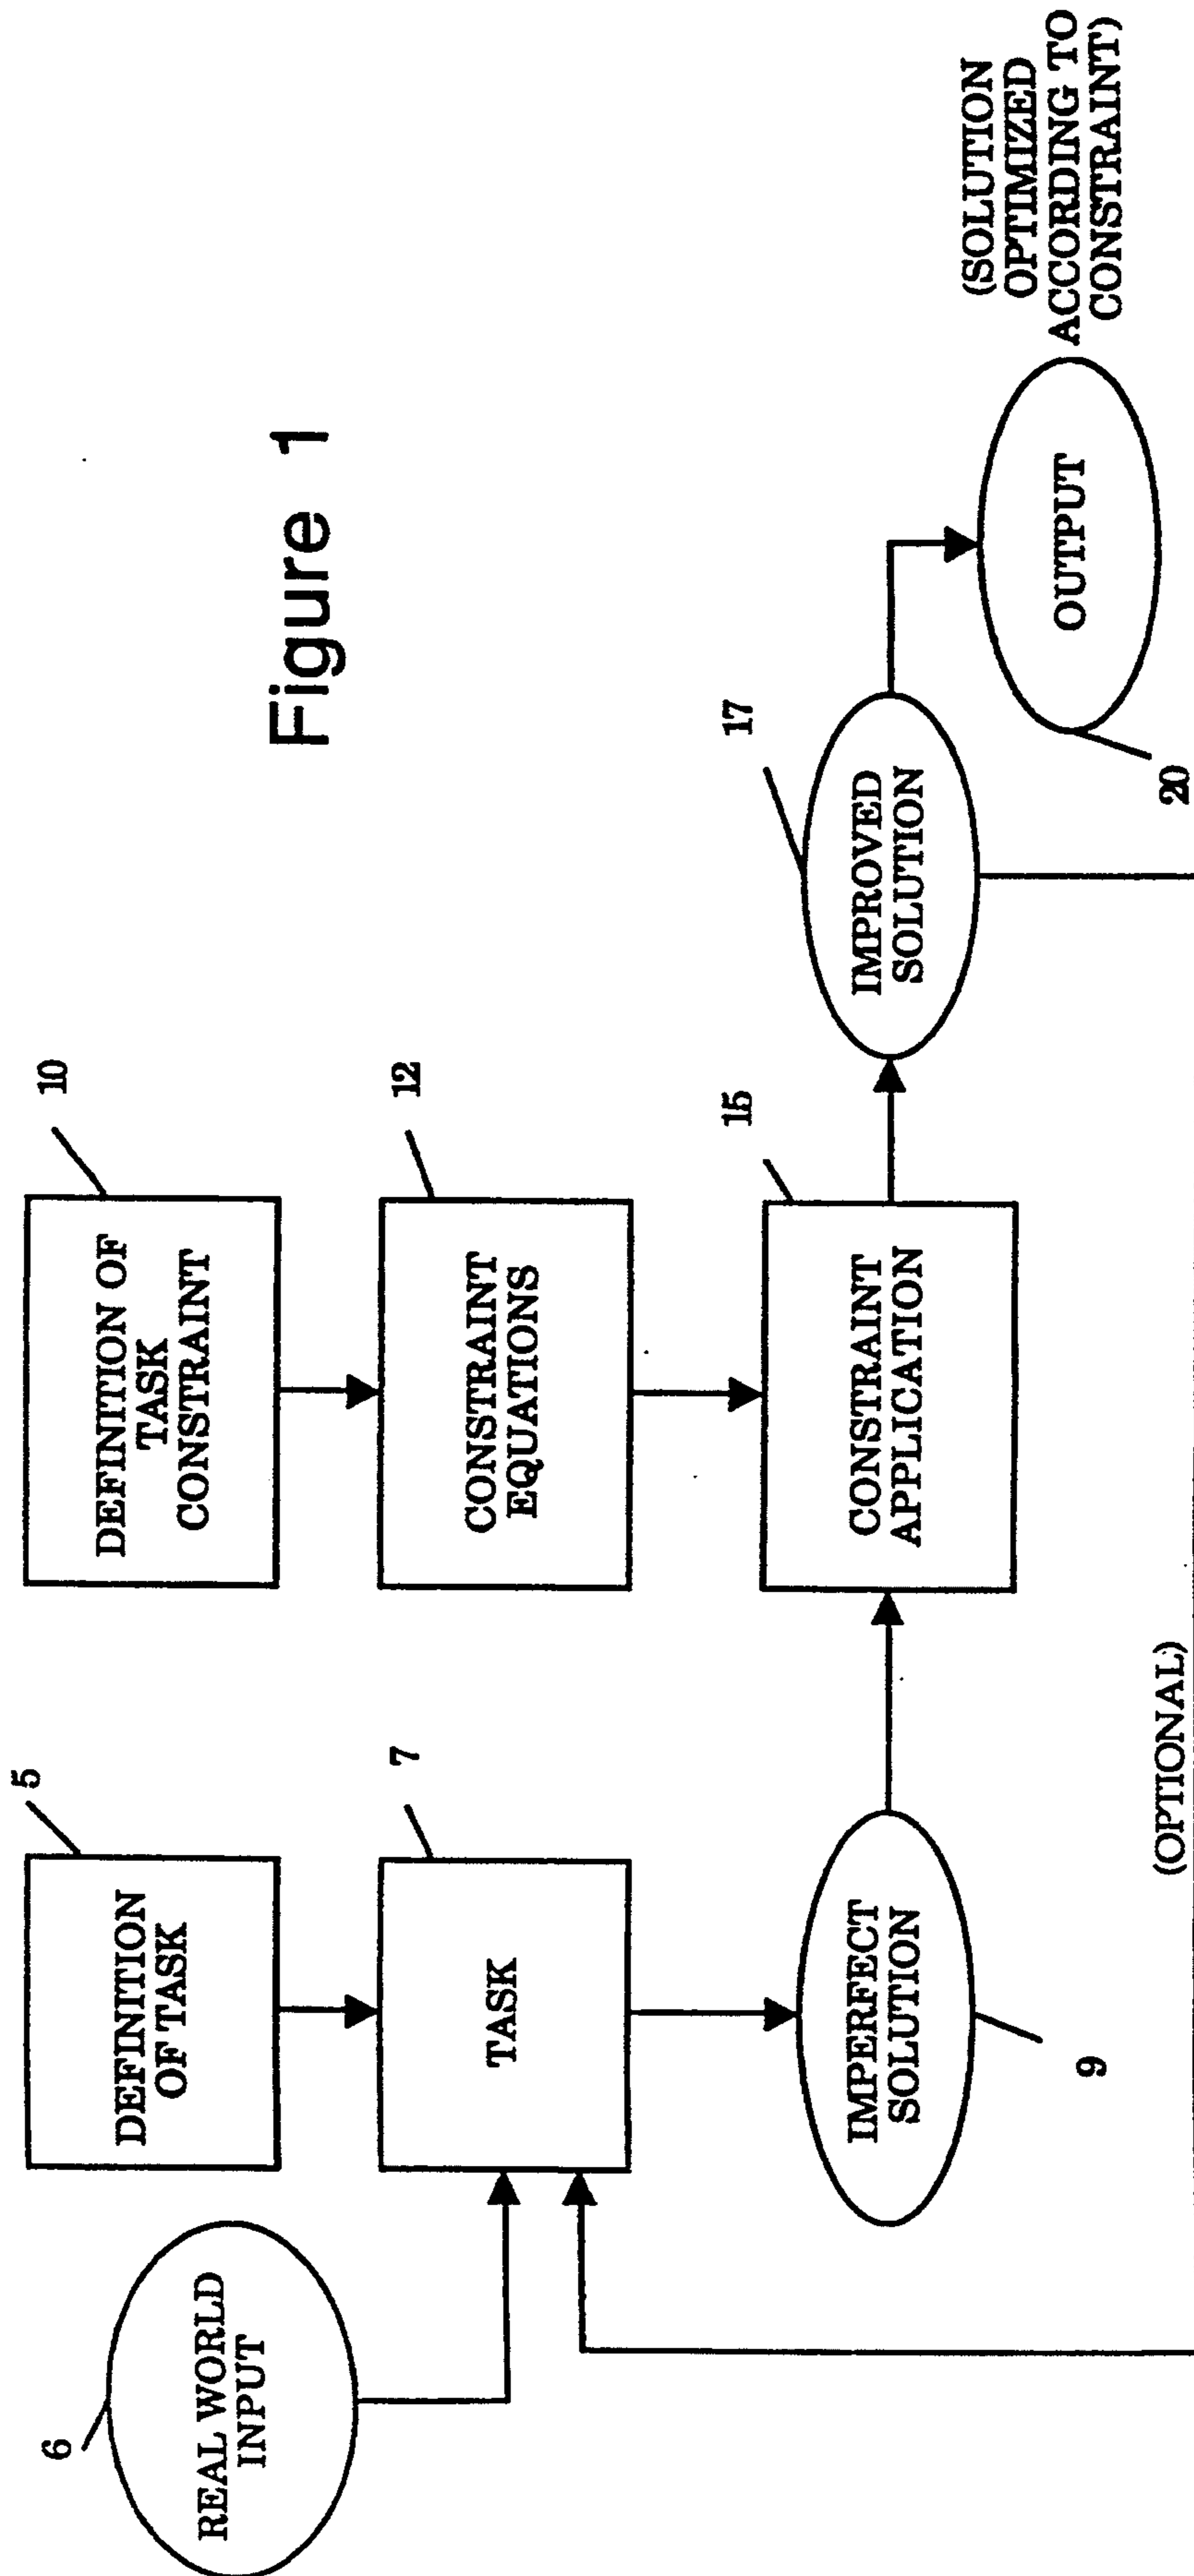 Figure 1
5
DEFINITION
OF TASK
10
DEFINITION OF
TASK
CONSTRAINT
6
REAL WORLD
INPUT
7
TASK
12
CONSTRAINT
EQUATIONS
9
IMPERFECT
SOLUTION
15
CONSTRAINT
APPLICATION
17
IMPROVED
SOLUTION
20
OUTPUT
(SOLUTION
OPTIMIZED
ACCORDING TO
CONSTRAINT)
(OPTIONAL)